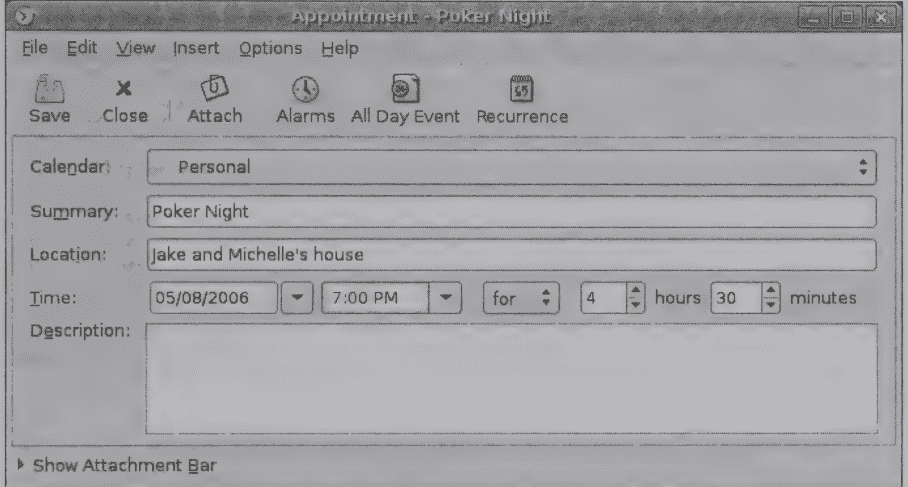 Appointment - Poker Night
File Edit View Insert Options Help
Save Close Attach Alarms All Day Event Recurrence
Calendar: Personal
Summary: Poker Night
Location: Jake and Michelle's house
Time: 05/08/2006 7:00 PM for 4 hours 30 minutes
Description:
Show Attachment Bar